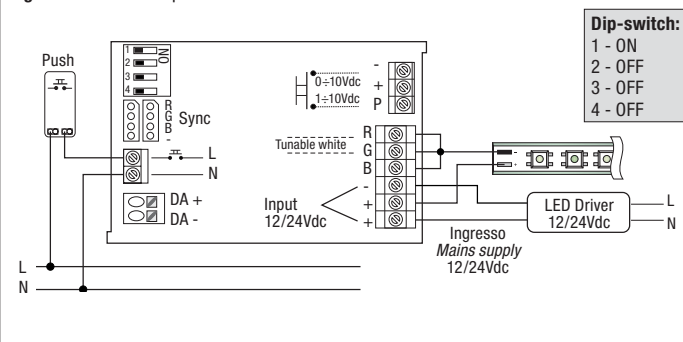 Dip-switch:
1 - ON
2 - OFF
3 - OFF
4 - OFF
Push
1
2
3
4
ON
R
G
B
-
Sync
L
N
DA +
DA -
0÷10Vdc
1÷10Vdc
-
+
P
Tunable white
R
G
B
-
+
+
Input
12/24Vdc
Ingresso
Mains supply
12/24Vdc
- 
+
LED Driver
12/24Vdc
L
N
L
N